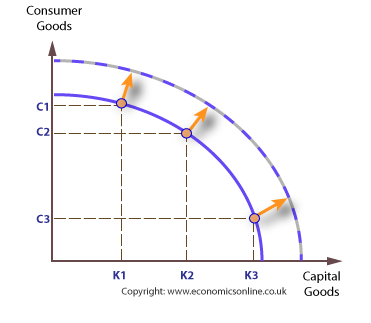 Consumer
Goods
C1
C2
C3
K1 K2 K3 Capital
Goods
Copyright: www.economicsonline.co.uk